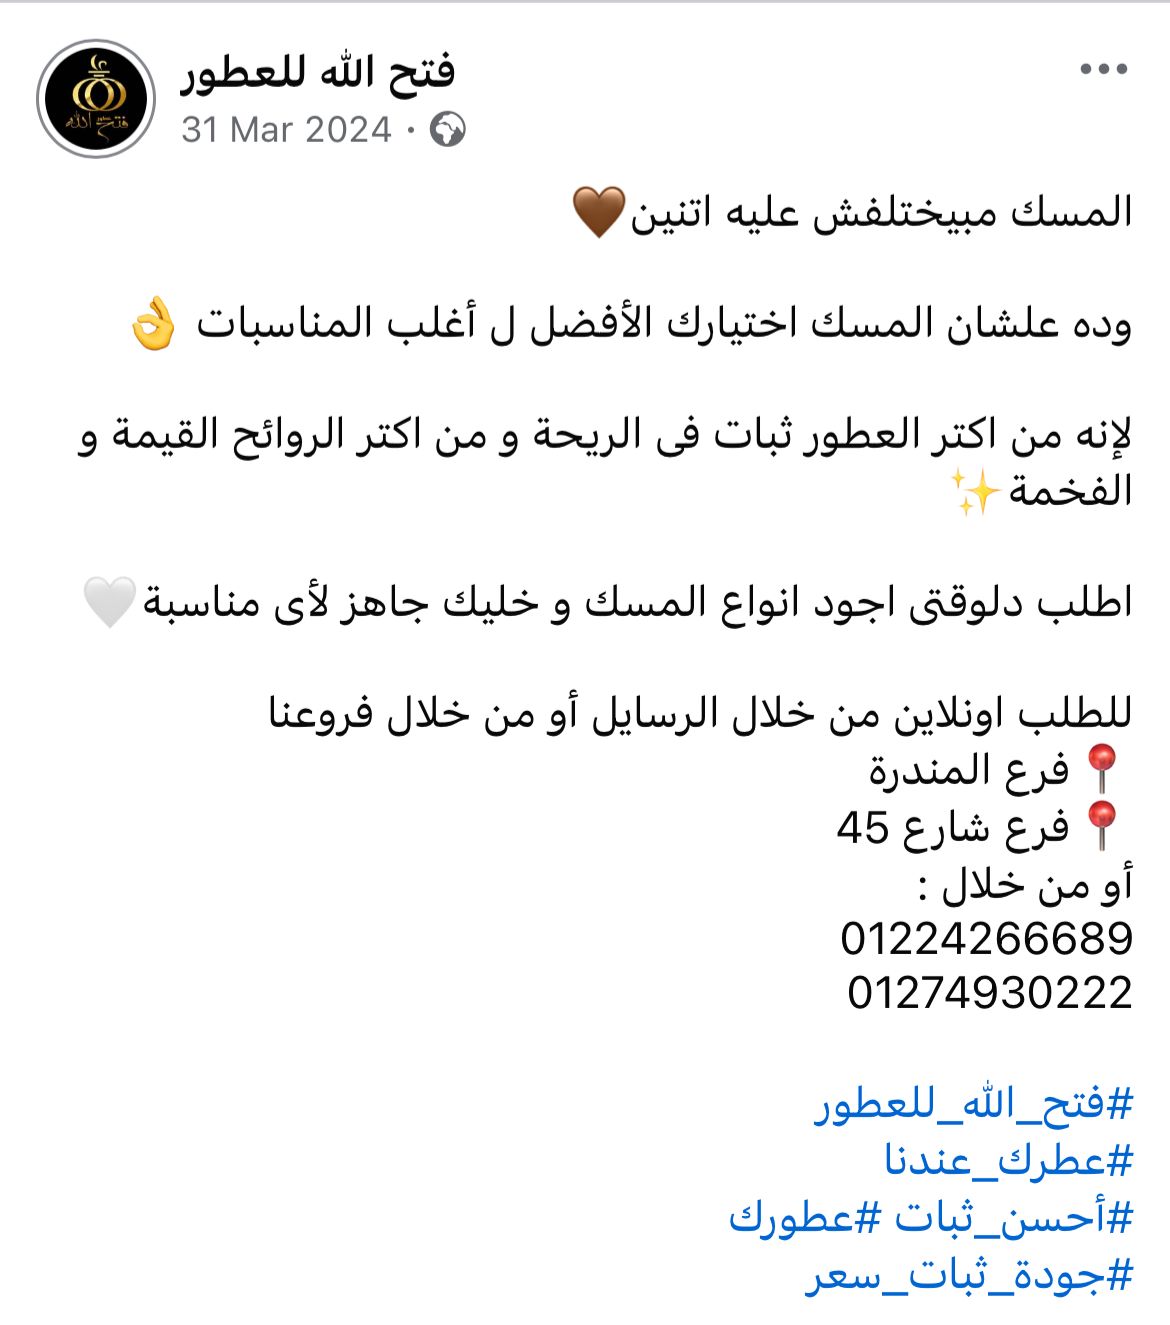 فتح الله للعطور
31 Mar 2024 ·
فتح الله
المسك مبيختلفش عليه اتنين🤎
وده علشان المسك اختيارك الأفضل ل أغلب المناسبات 👌
لإنه من اكتر العطور ثبات فى الريحة و من اكتر الروائح القيمة و
الفخمة✨
اطلب دلوقتى اجود انواع المسك و خليك جاهز لأى مناسبة🤍
للطلب اونلاين من خلال الرسايل أو من خلال فروعنا
📍 فرع المندرة
📍 فرع شارع 45
أو من خلال :
01224266689
01274930222
#فتح_الله_للعطور
#عطرك_عندنا
#أحسن_ثبات #عطورك
#جودة_ثبات_سعر